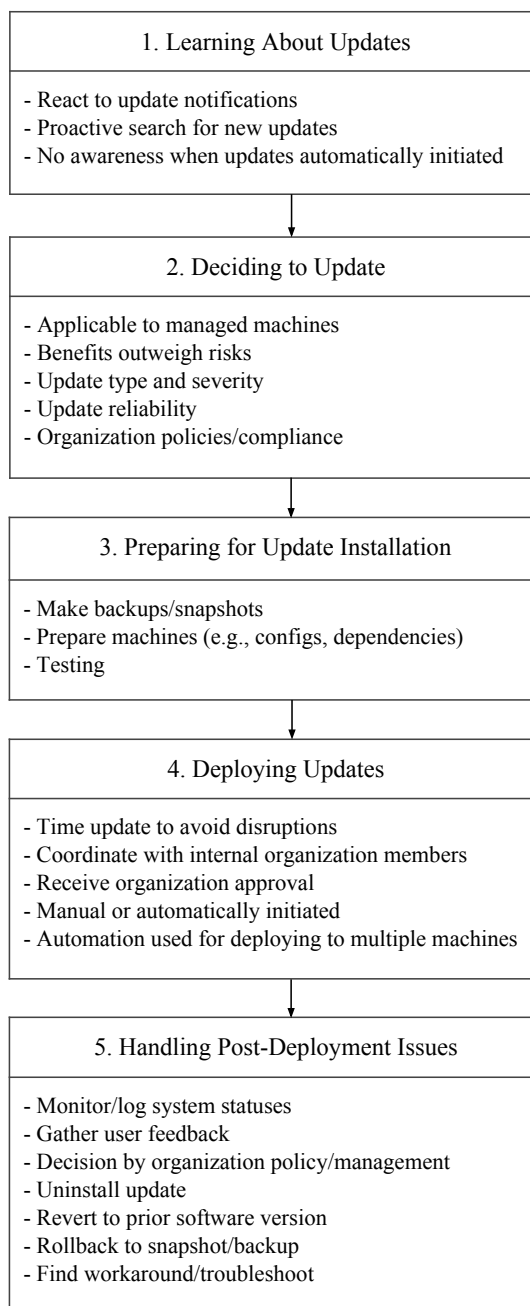 1. Learning About Updates
- React to update notifications
- Proactive search for new updates
- No awareness when updates automatically initiated
2. Deciding to Update
- Applicable to managed machines
- Benefits outweigh risks
- Update type and severity
- Update reliability
- Organization policies/compliance
3. Preparing for Update Installation
- Make backups/snapshots
- Prepare machines (e.g., configs, dependencies)
- Testing
4. Deploying Updates
- Time update to avoid disruptions
- Coordinate with internal organization members
- Receive organization approval
- Manual or automatically initiated
- Automation used for deploying to multiple machines
5. Handling Post-Deployment Issues
- Monitor/log system statuses
- Gather user feedback
- Decision by organization policy/management
- Uninstall update
- Revert to prior software version
- Rollback to snapshot/backup
- Find workaround/troubleshoot